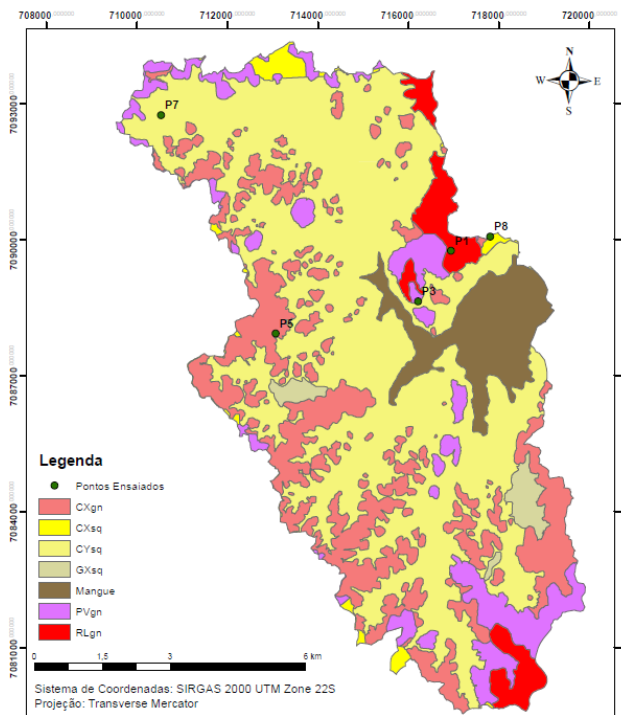 708000 710000 712000 714000 716000 718000 720000
N
W E
S
7093000
P7
P8
7090000
P1
P3
P5
7087000
Legenda
Pontos Ensaiados
CXgn
CXsq
7084000
CYsq
GXsq
Mangue
PVgn
RLgn
7081000
0 1,5 3 6 km
Sistema de Coordenadas: SIRGAS 2000 UTM Zone 22S
Projeção: Transverse Mercator